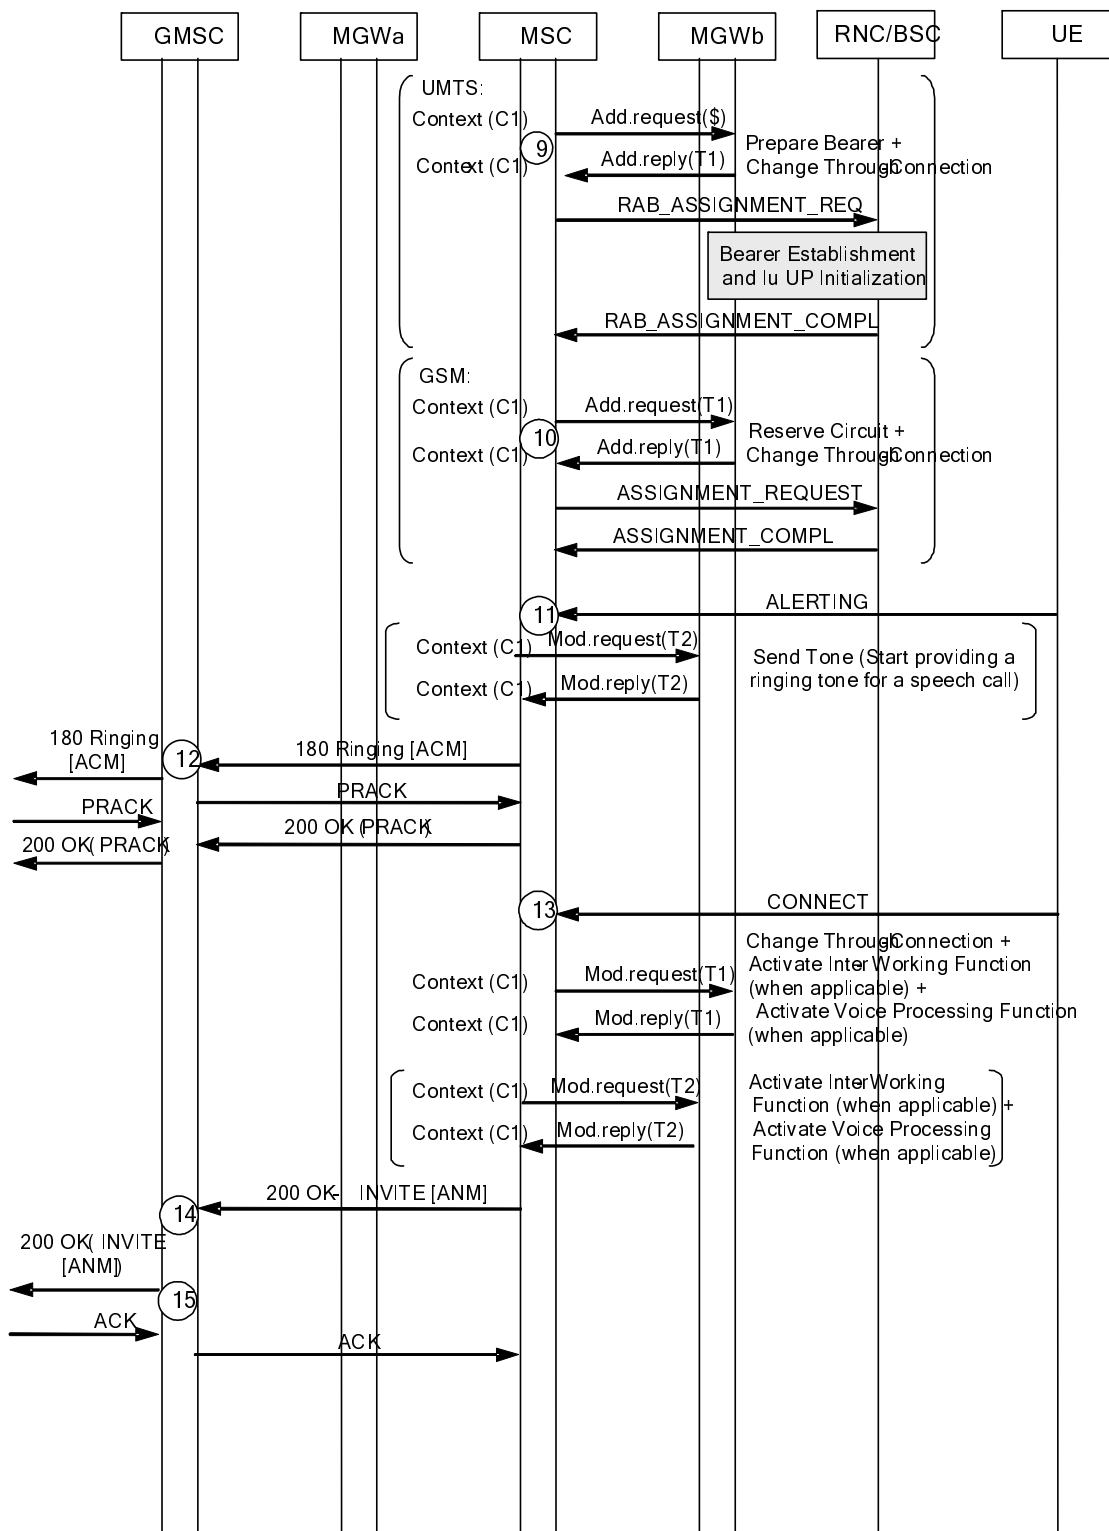 GMSC
MGWa
MSC
MGWb
RNC/BSC
UE
UMTS:
Context (C1)
Add.request($)
9
Context (C1)
Add.reply(T1)
Prepare Bearer +
Change Through-Connection
RAB_ASSIGNMENT_REQ
Bearer Establishment
and Iu UP Initialization
RAB_ASSIGNMENT_COMPL
GSM:
Context (C1)
Add.request(T1)
10
Context (C1)
Add.reply(T1)
Reserve Circuit +
Change Through-Connection
ASSIGNMENT_REQUEST
ASSIGNMENT_COMPL
ALERTING
11
Context (C1)
Mod.request(T2)
Context (C1)
Mod.reply(T2)
Send Tone (Start providing a
ringing tone for a speech call)
180 Ringing
[ACM]
12
180 Ringing [ACM]
PRACK
PRACK
200 OK (PRACK)
200 OK( PRACK)
CONNECT
13
Change Through-Connection +
Activate Inter-Working Function
(when applicable) +
Activate Voice Processing Function
(when applicable)
Context (C1)
Mod.request(T1)
Context (C1)
Mod.reply(T1)
Context (C1)
Mod.request(T2)
Context (C1)
Mod.reply(T2)
Activate Inter-Working
Function (when applicable) +
Activate Voice Processing
Function (when applicable)
200 OK- INVITE [ANM]
14
200 OK( INVITE
[ANM])
15
ACK
ACK